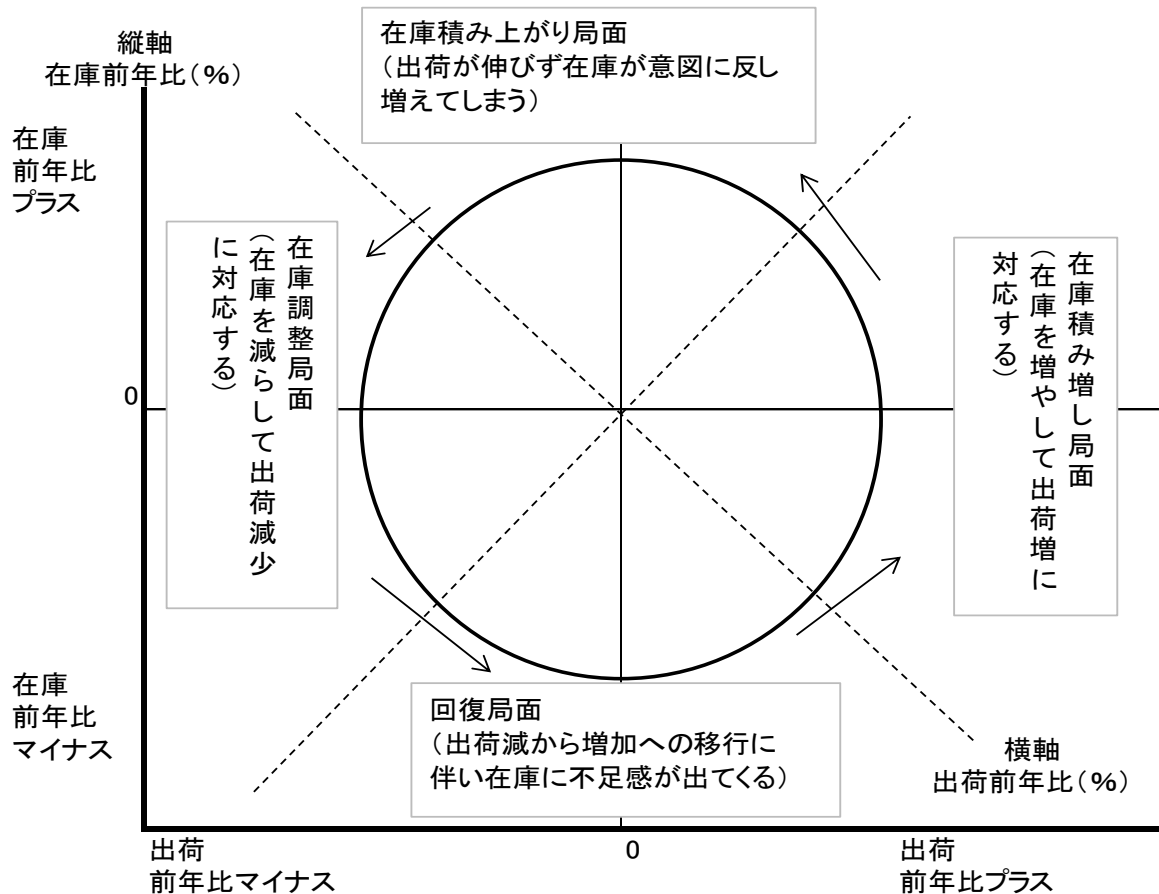 縦軸
在庫前年比（％）
在庫積み上がり局面
（出荷が伸びず在庫が意図に反し
増えてしまう）
在庫
前年比
プラス
在庫調整局面
（在庫を減らして出荷減少
に対応する）
在庫積み増し局面
（在庫を増やして出荷増に
対応する）
0
在庫
前年比
マイナス
回復局面
（出荷減から増加への移行に
伴い在庫に不足感が出てくる）
横軸
出荷前年比（％）
出荷
前年比マイナス
0
出荷
前年比プラス